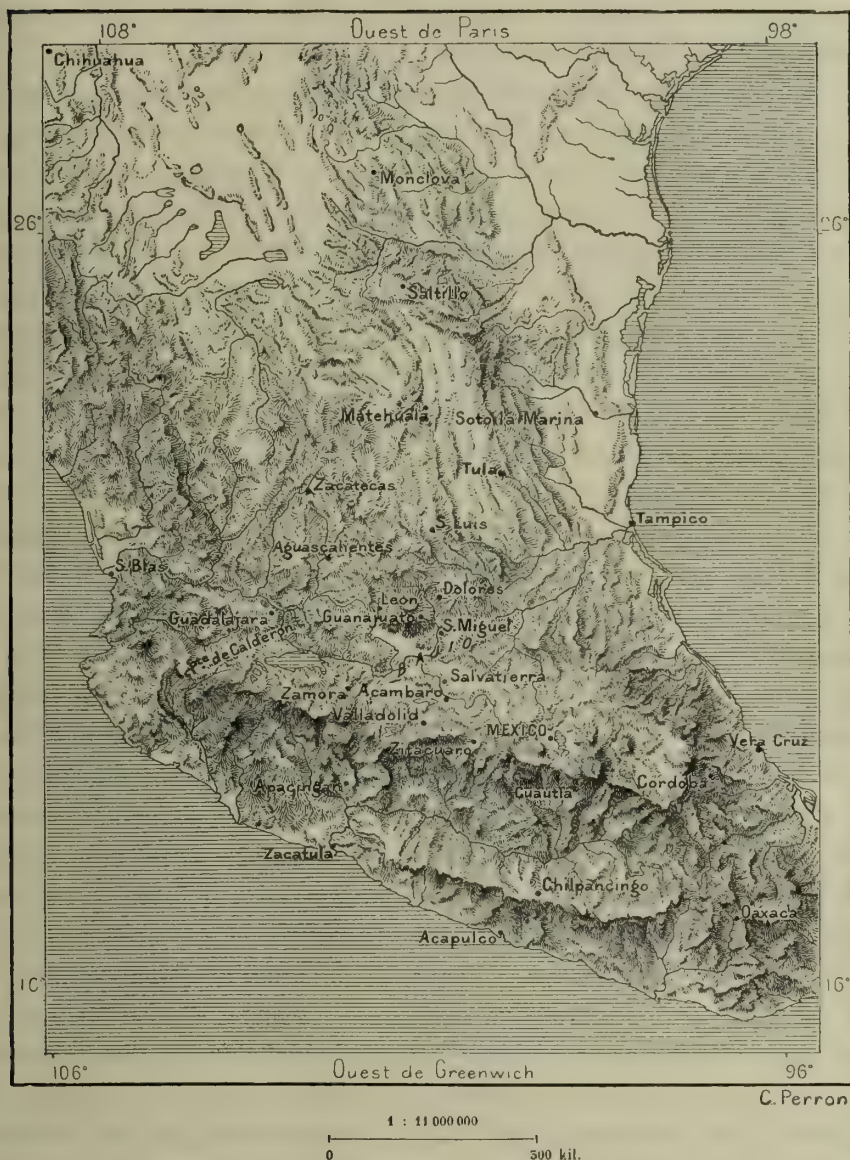 108°
Ouest de Paris
98°
Chihuahua
Monclova
26°
26°
Saltillo
Matehuala
Soto la Marina
Tula
Zacatecas
S. Luis
Tampico
Aguascalientes
S. Blas
Dolores
Leon
Guadalajara
Guanajuato
S. Miguel
Pte. de Calderon
A
B
Salvatierra
Zamora
Acambaro
Valladolid
MEXICO
Vera Cruz
Zitacuaro
Cordoba
Apacingan
Cuautla
Zacatula
Chilpancingo
Oaxaca
Acapulco
16°
16°
106°
Ouest de Greenwich
96°
C. Perron
1 : 11 000 000
0
500 kil.